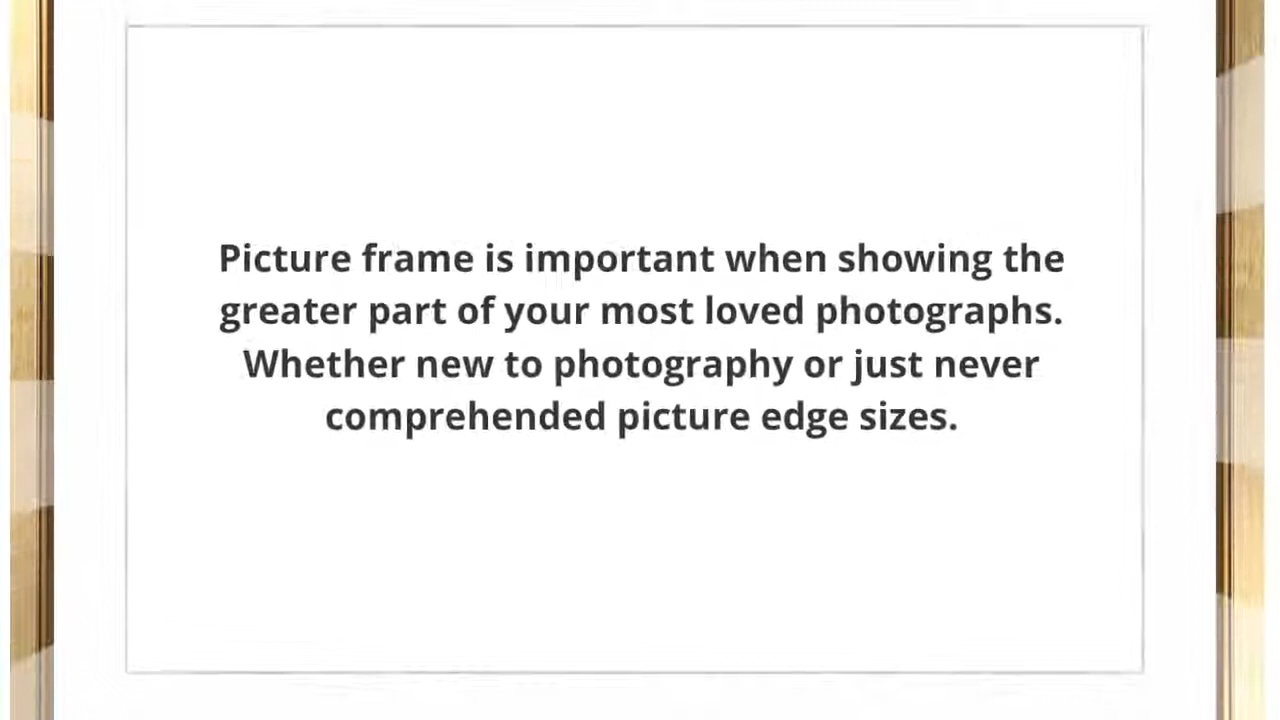 Picture frame is important when showing the
greater part of your most loved photographs.
Whether new to photography or just never
comprehended picture edge sizes.